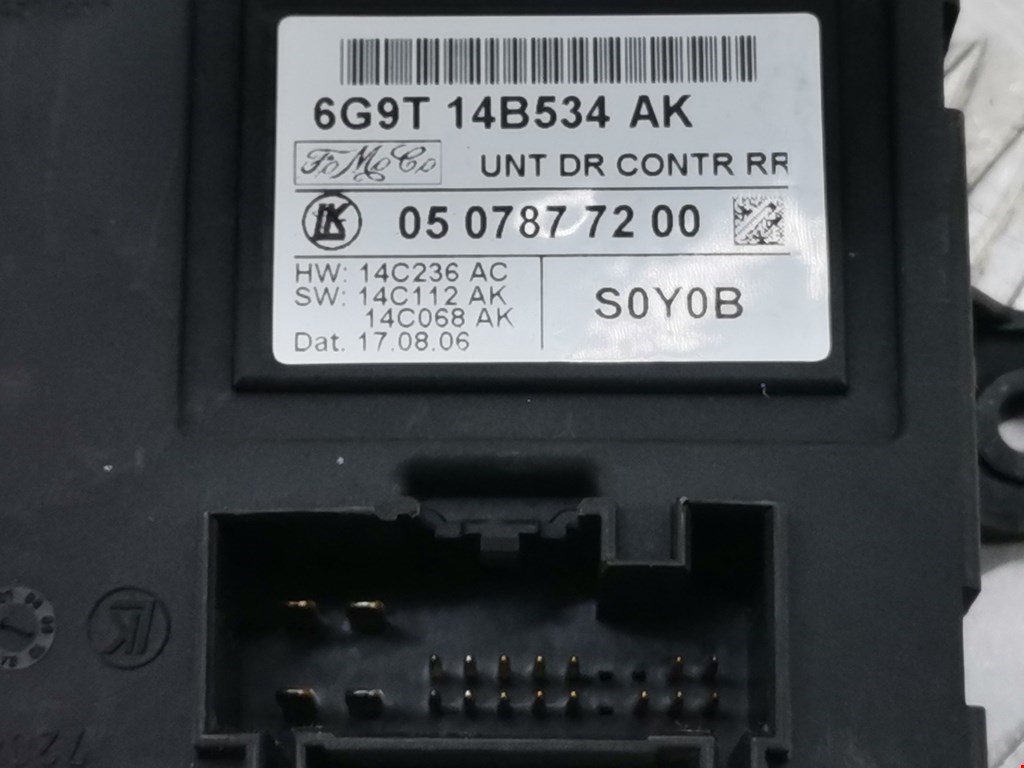 6G9T 14B534 AK
FoMoCo
UNT DR CONTR RR
LK 05 0787 72 00
HW: 14C236 AC
SW: 14C112 AK
14C068 AK
Dat. 17.08.06
S0Y0B